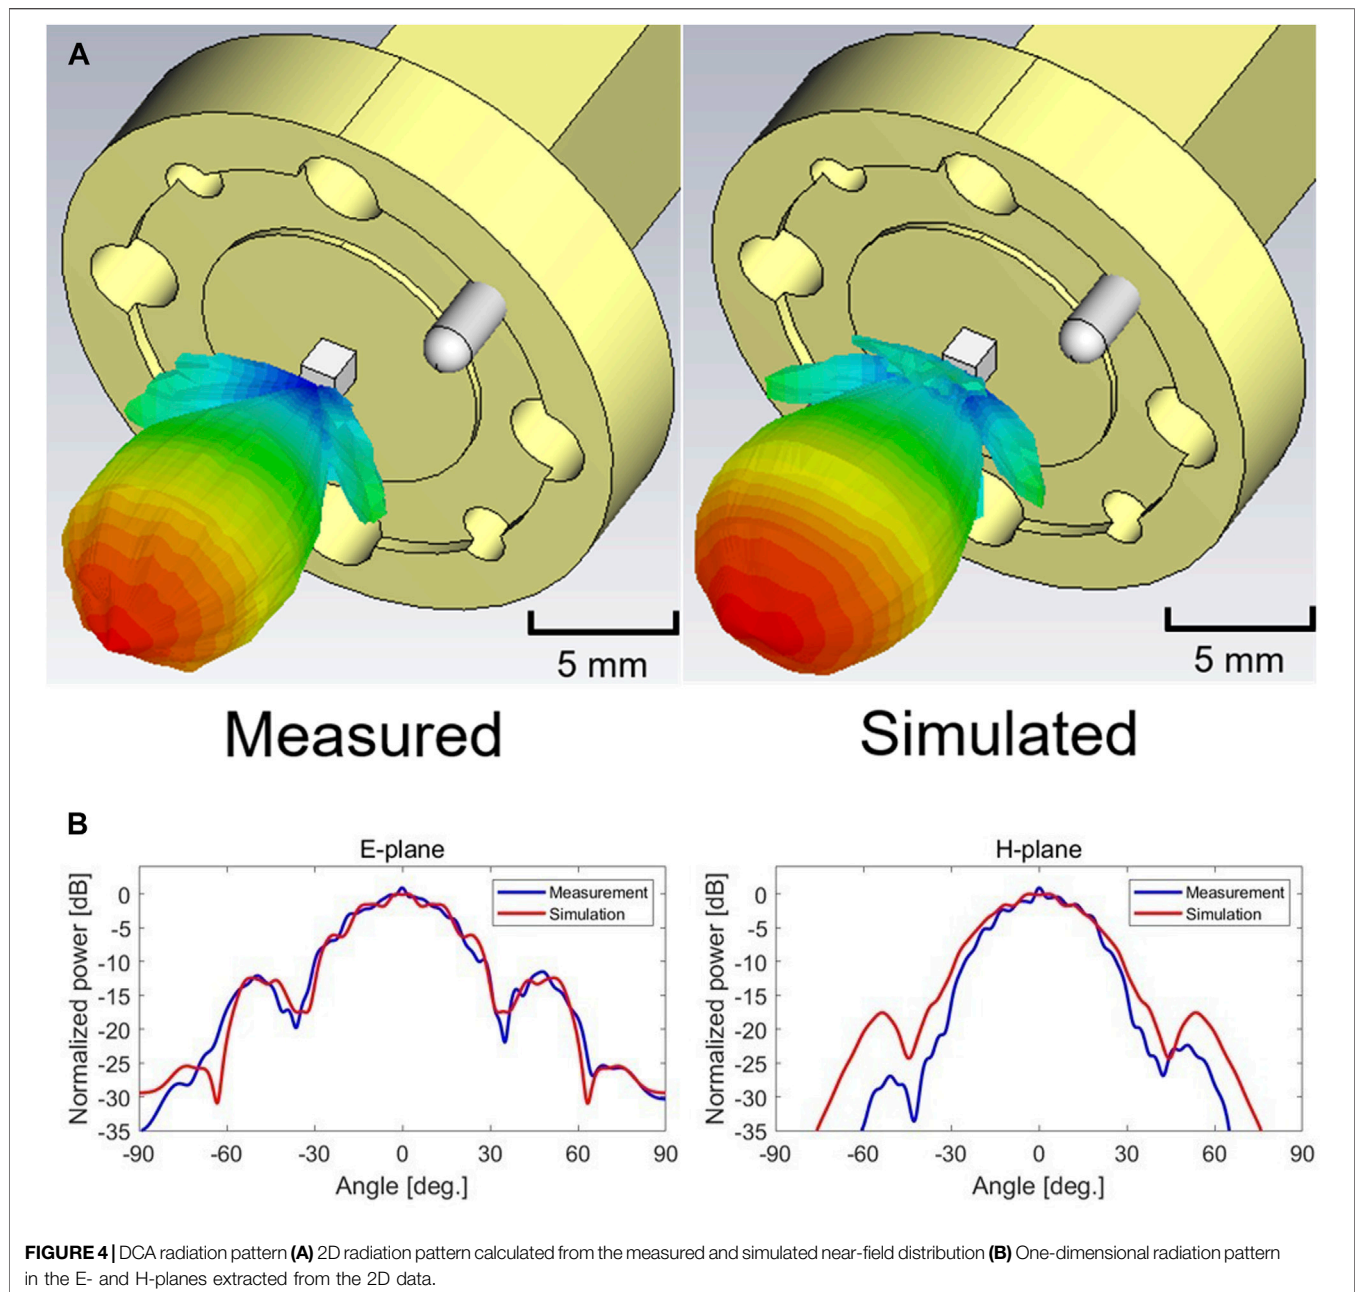 A
5 mm
5 mm
Measured
Simulated
B
E-plane
Normalized power [dB]
0
-5
-10
-15
-20
-25
-30
-35
-90
-60
-30
0
30
60
90
Angle [deg.]
Measurement
Simulation
H-plane
Normalized power [dB]
0
-5
-10
-15
-20
-25
-30
-35
-90
-60
-30
0
30
60
90
Angle [deg.]
Measurement
Simulation
FIGURE 4 | DCA radiation pattern (A) 2D radiation pattern calculated from the measured and simulated near-field distribution (B) One-dimensional radiation pattern
in the E- and H-planes extracted from the 2D data.